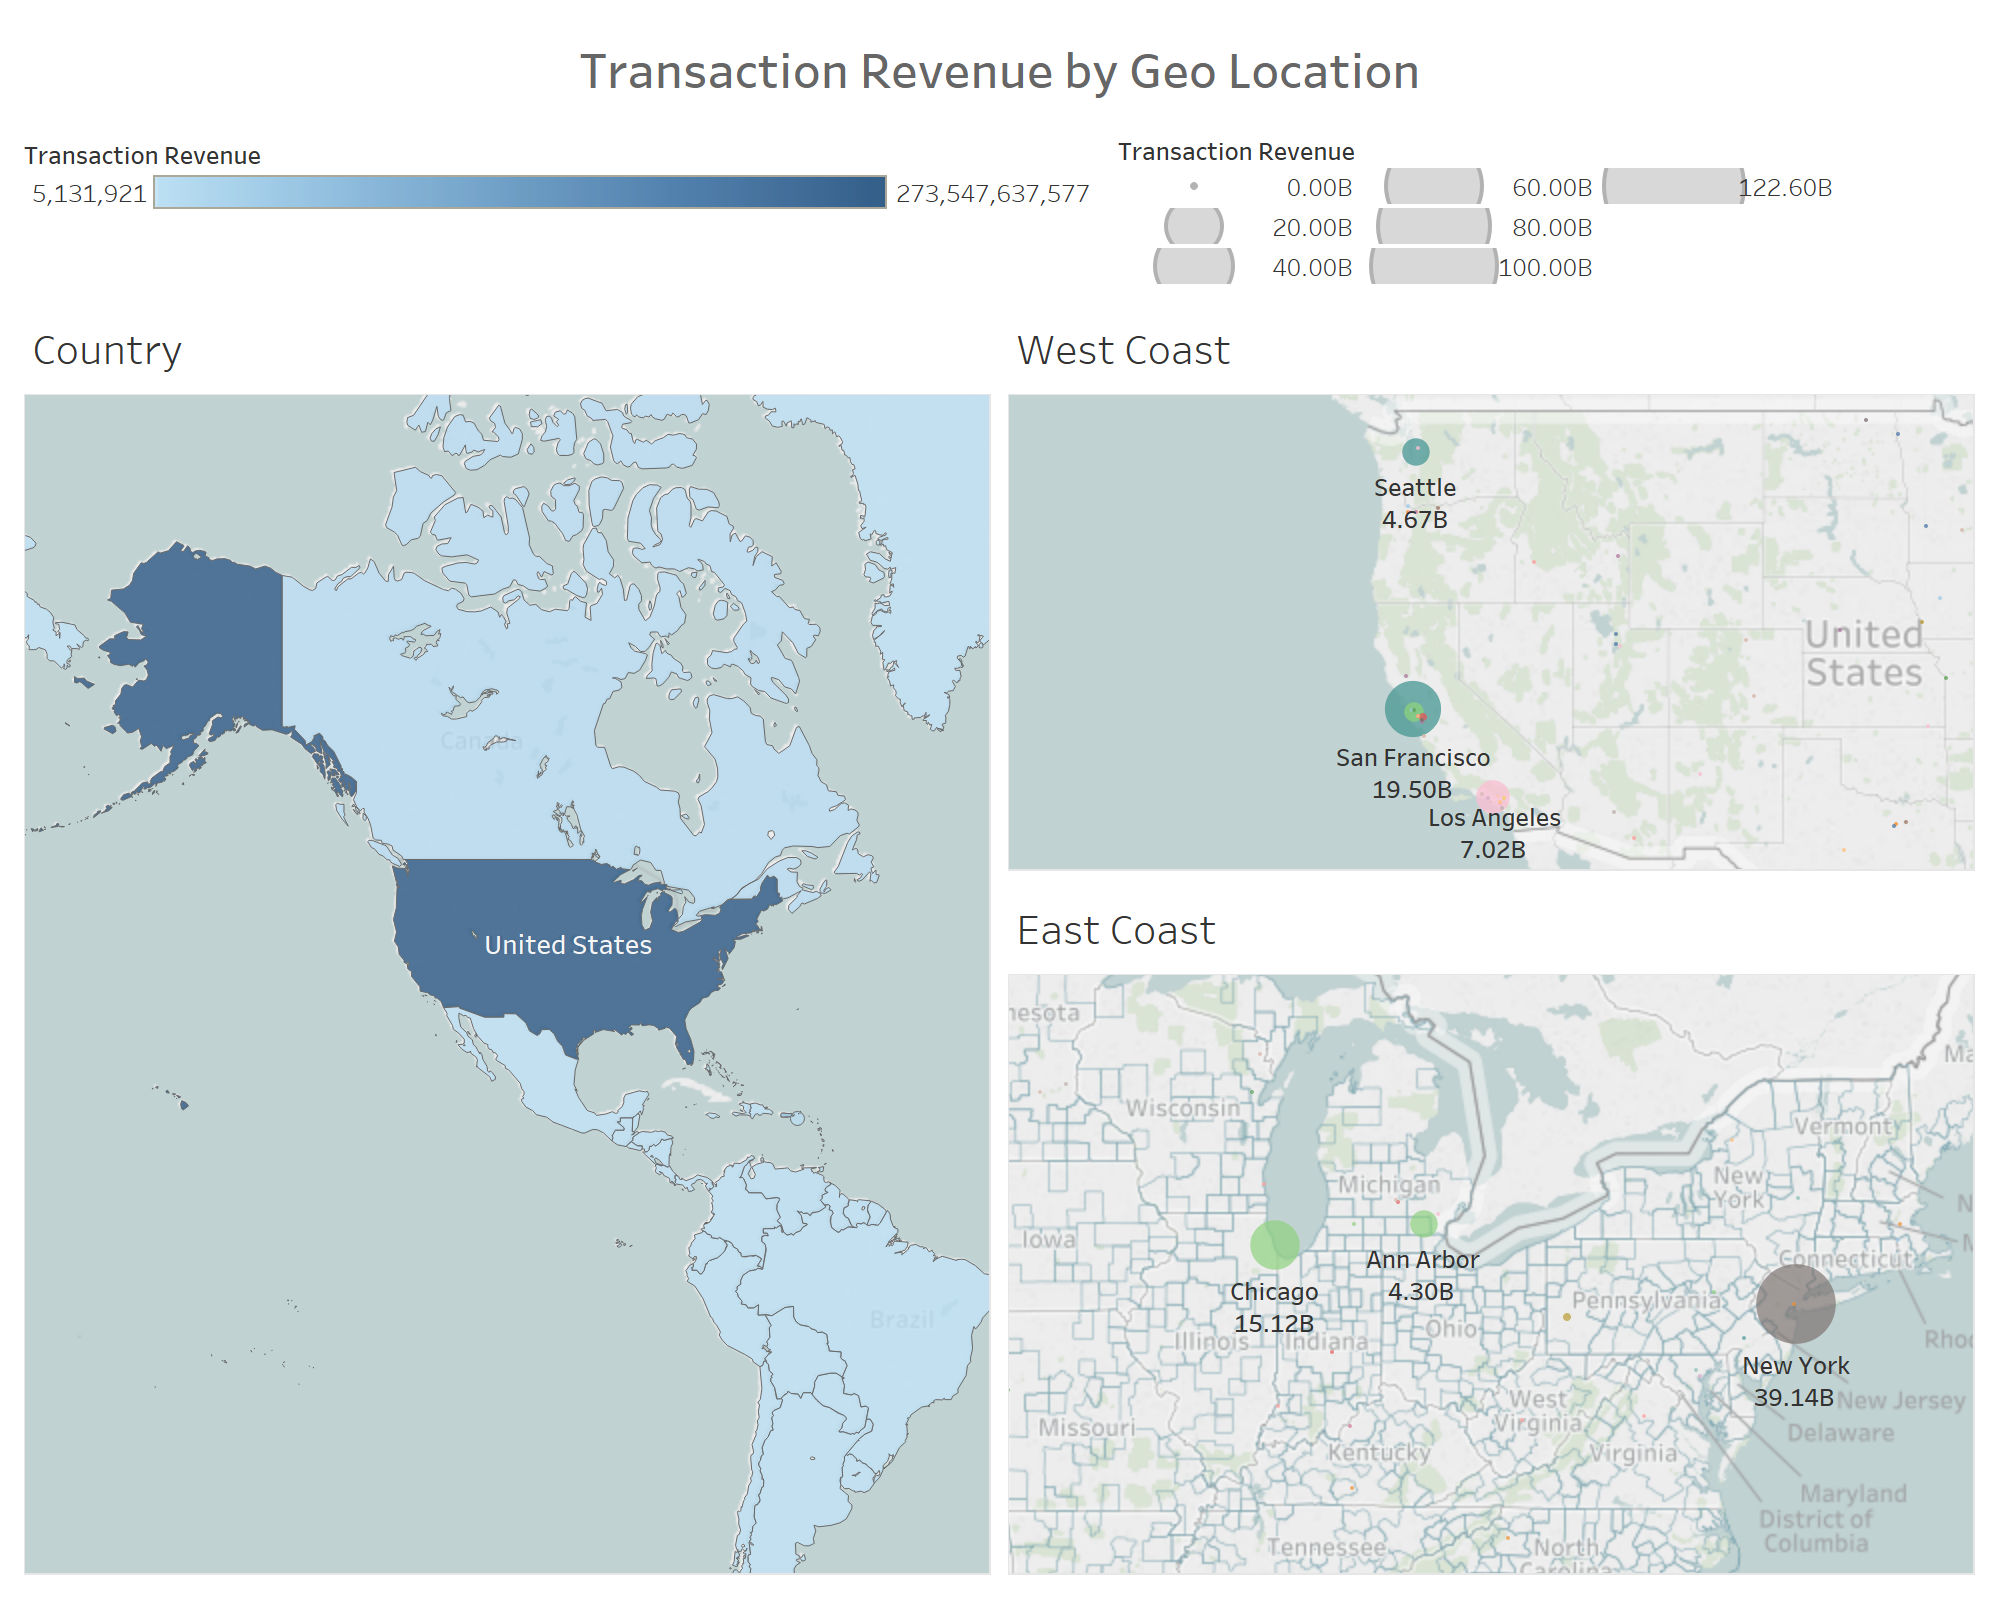 Transaction Revenue by Geo Location
Transaction Revenue
5,131,921
273,547,637,577
Transaction Revenue
0.00B
60.00B
122.60B
20.00B
80.00B
40.00B
100.00B
Country
Canada
United States
Brazil
West Coast
Seattle
4.67B
United
States
San Francisco
19.50B
Los Angeles
7.02B
East Coast
nesota
Ma
Wisconsin
Vermont
Michigan
New
York
N
Iowa
M
Connecticut
Ann Arbor
4.30B
Chicago
15.12B
Pennsylvania
Ohio
Illinois
Indiana
Rhod
New York
39.14B
New Jersey
Delaware
Missouri
West
Virginia
Kentucky
Virginia
Maryland
District of
Columbia
Tennessee
North
Carolina